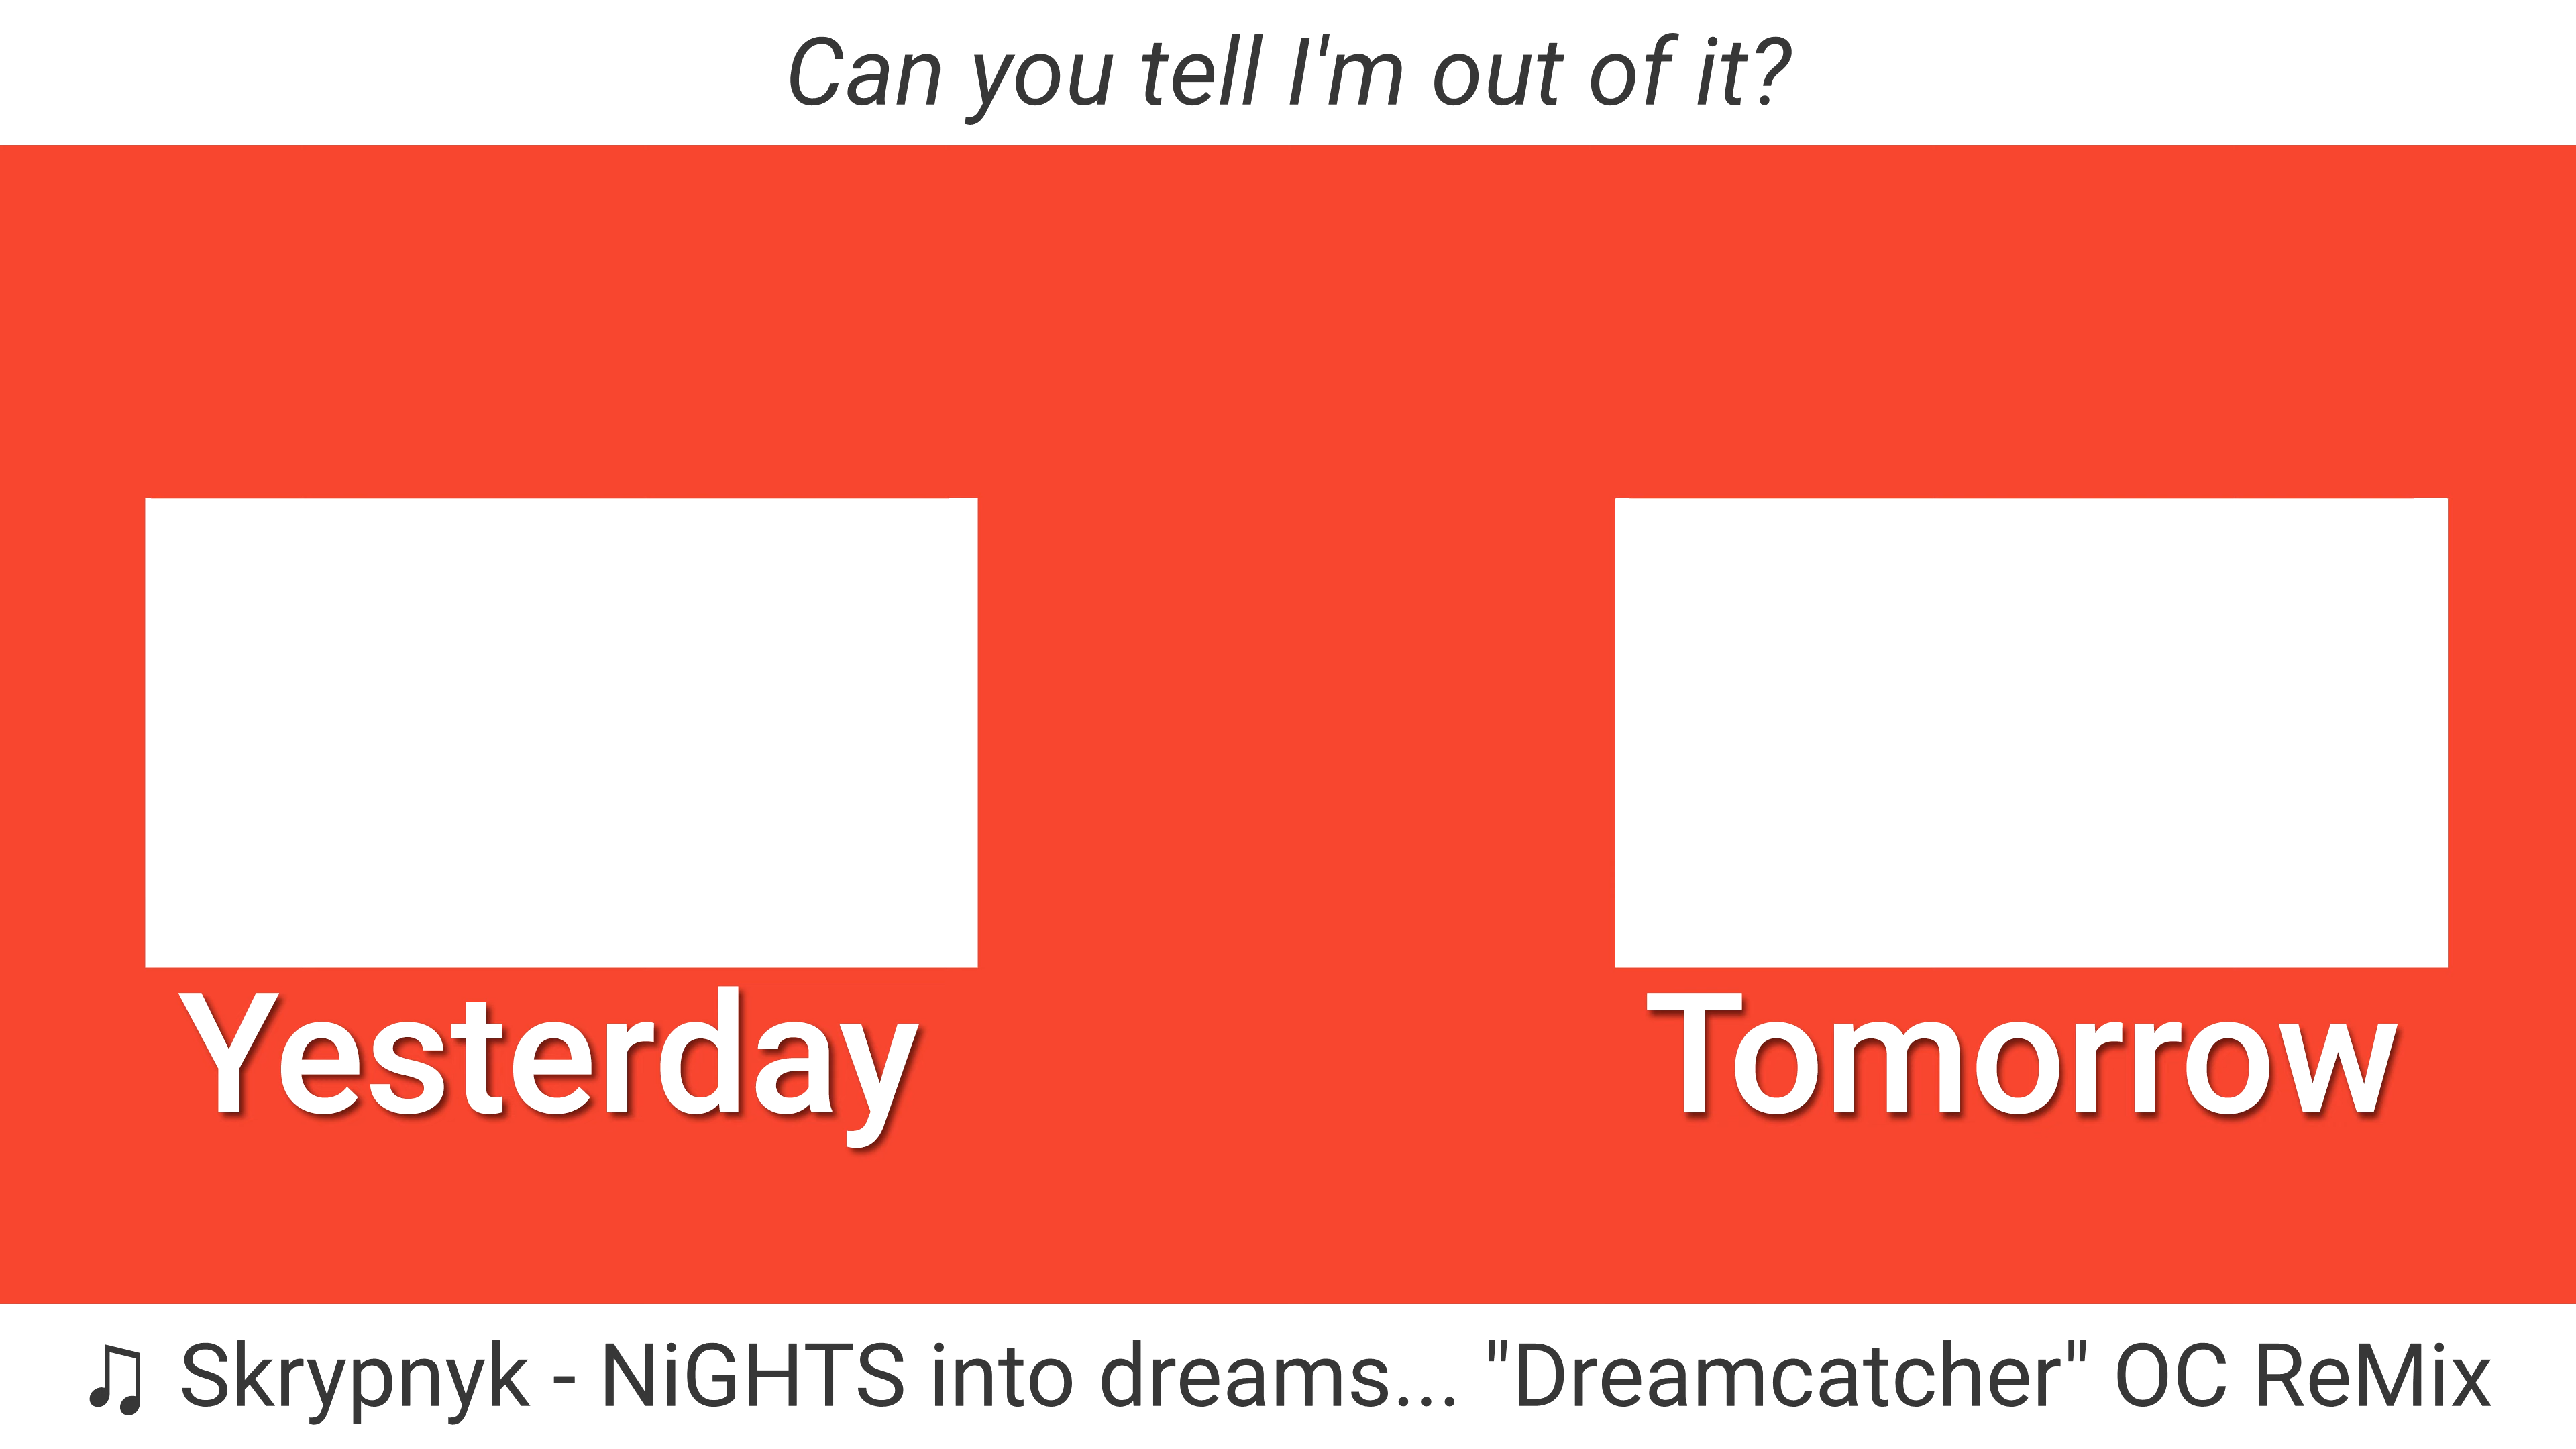 Can you tell I'm out of it?
Yesterday
Tomorrow
♫ Skrypnyk - NiGHTS into dreams... "Dreamcatcher" OC ReMix